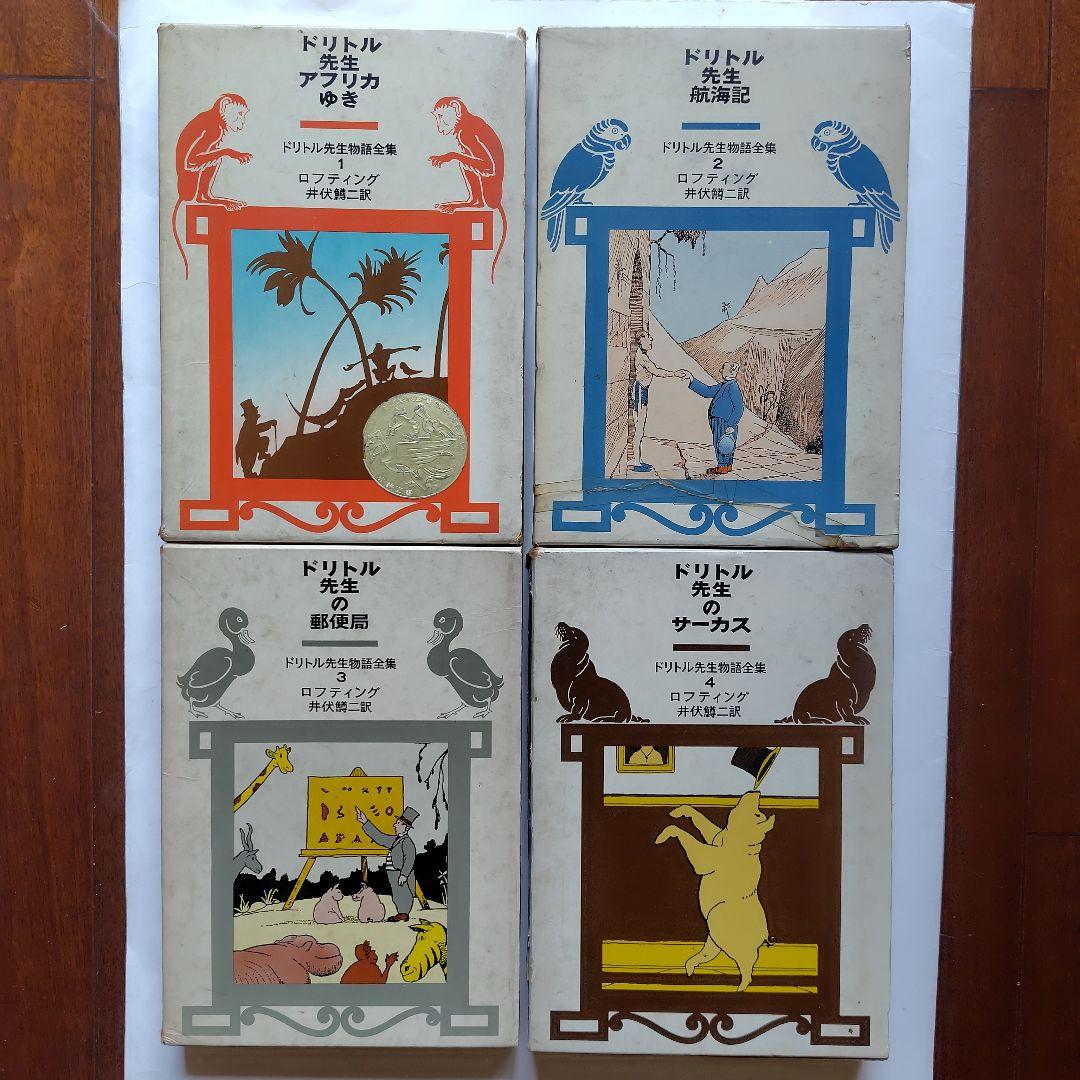 ドリトル
先生
アフリカ
ゆき
ドリトル先生物語全集
1
ロフティング
井伏鱒二訳
ドリトル
先生
航海記
ドリトル先生物語全集
2
ロフティング
井伏鱒二訳
ドリトル
先生
の
郵便局
ドリトル先生物語全集
3
ロフティング
井伏鱒二訳
ドリトル
先生
の
サーカス
ドリトル先生物語全集
4
ロフティング
井伏鱒二訳